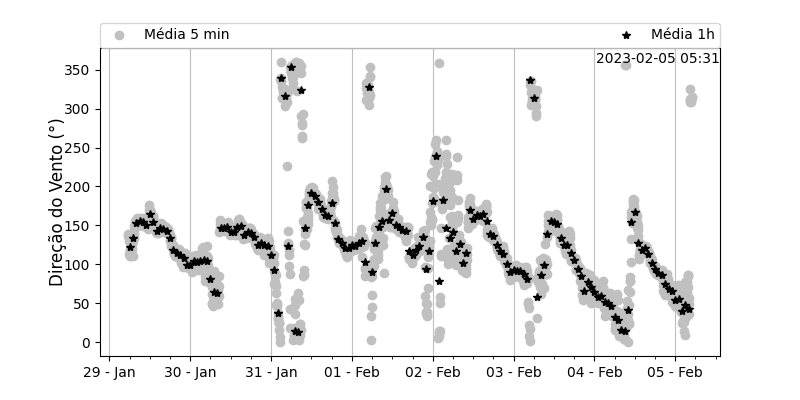 Média 5 min
Média 1h
2023-02-05 05:31
Direção do Vento (°)
350
300
250
200
150
100
50
0
29 - Jan
30 - Jan
31 - Jan
01 - Feb
02 - Feb
03 - Feb
04 - Feb
05 - Feb